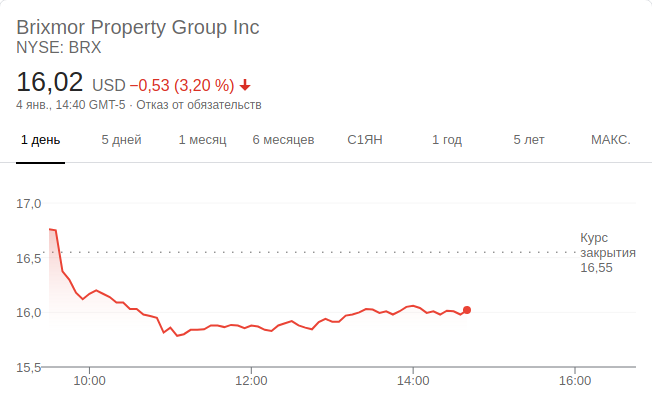 Brixmor Property Group Inc
NYSE: BRX
16,02 USD −0,53 (3,20 %)
4 янв., 14:40 GMT-5 · Отказ от обязательств
1 день 5 дней 1 месяц 6 месяцев С1ЯН 1 год 5 лет МАКС.
17,0
Курс
закрытия
16,55
16,5
16,0
15,5
10:00 12:00 14:00 16:00